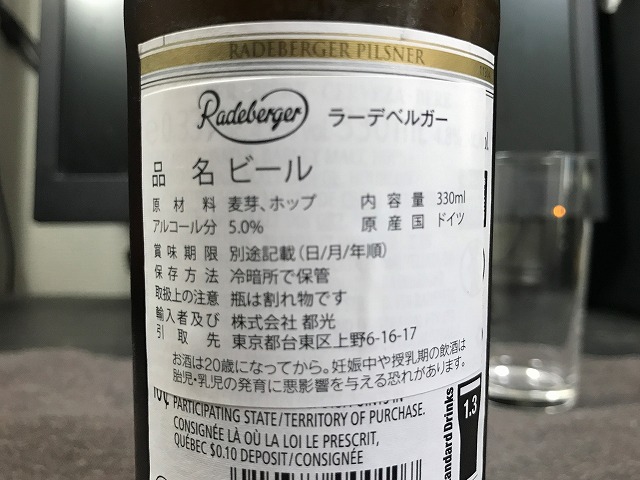 RADEBERGER PILSNER
Radeberger ラーデベルガー
品 名 ビール
原材料 麦芽、ホップ 内容量 330ml
アルコール分 5.0% 原産国 ドイツ
賞味期限 別途記載（日/月/年順）
保存方法 冷暗所で保管
取扱上の注意 瓶は割れ物です
輸入者及び 株式会社 都光
引取先 東京都台東区上野6-16-17
お酒は20歳になってから。妊娠中や授乳期の飲酒は
胎児・乳児の発育に悪影響を与える恐れがあります。
10¢
PARTICIPATING STATE/TERRITORY OF PURCHASE.
CONSIGNÉE LÀ OÙ LA LOI LE PRESCRIT,
QUÉBEC $0.10 DEPOSIT/CONSIGNÉE
1.3